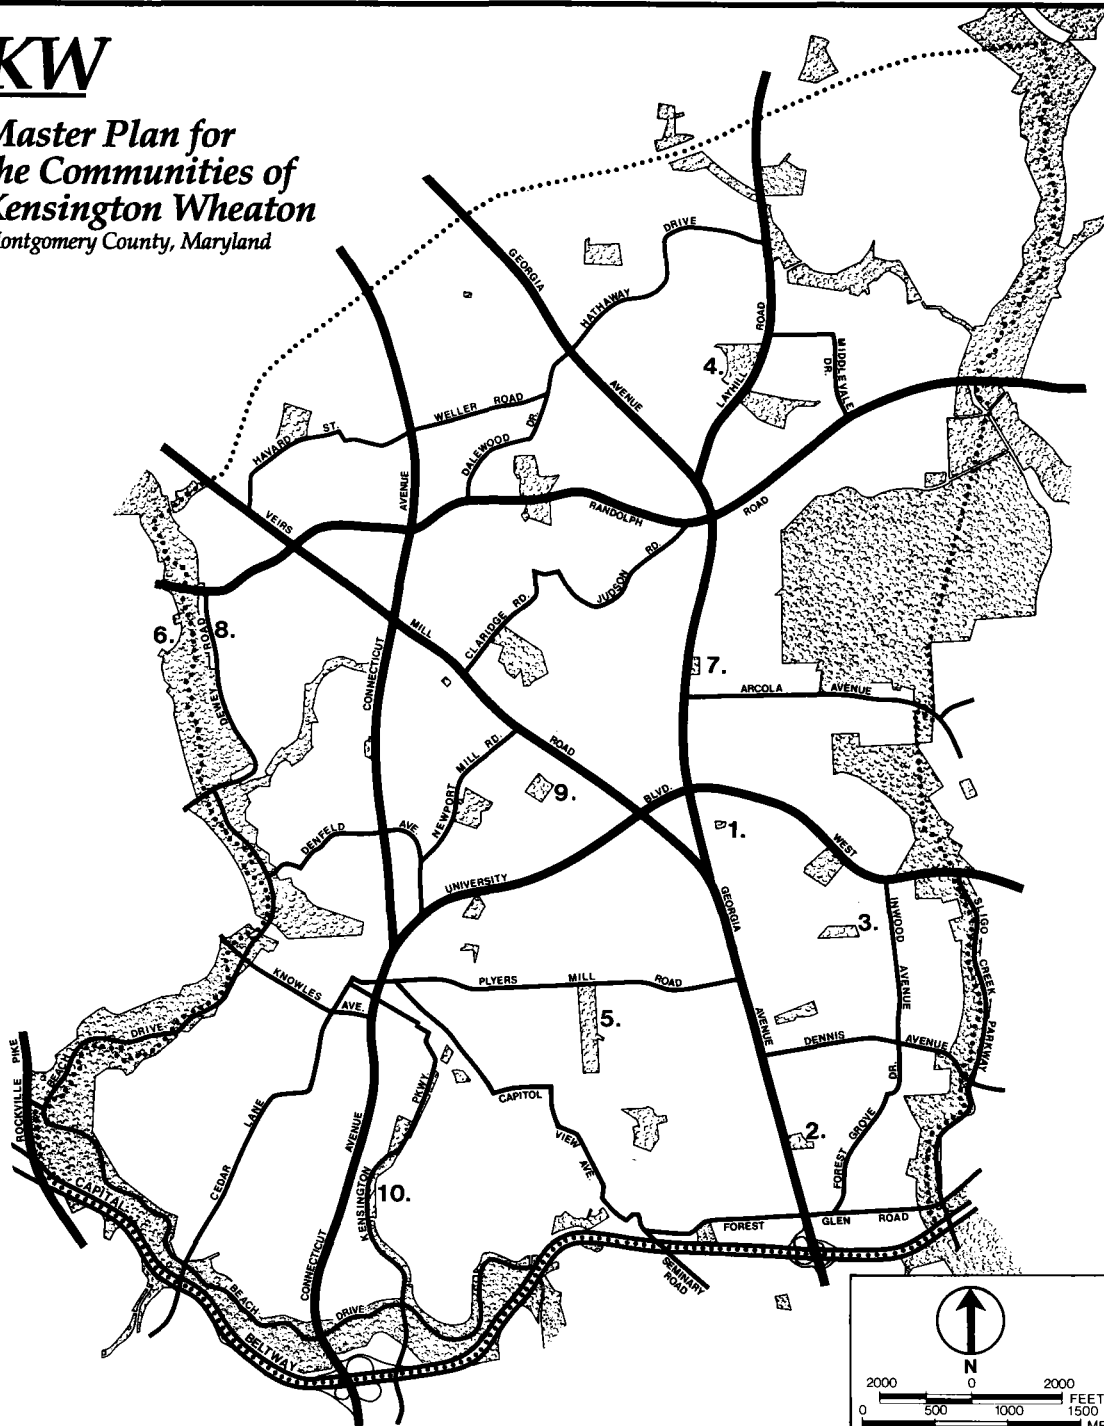 KW
Master Plan for
the Communities of
Kensington Wheaton
Montgomery County, Maryland
GEORGIA
DRIVE
HATHAWAY
ROAD
AVENUE
4.
LAYHILL
MIDDLEVALE
DR.
WELLER ROAD
HAVARD ST.
DALEWOOD
DR.
AVENUE
VEIRS
RANDOLPH
ROAD
JUDSON
RD.
CLARIDGE RD.
MILL
6.
8.
DEWEY ROAD
CONNECTICUT
7.
ARCOLA AVENUE
ROAD
NEWPORT MILL RD.
9.
BLVD.
1.
WEST
DENFELD AVE.
UNIVERSITY
GEORGIA
3.
INWOOD
AVENUE
SLIGO CREEK PARKWAY
KNOWLES
AVE.
PLYERS MILL ROAD
5.
AVENUE
DENNIS AVENUE
DR.
ROCKVILLE PIKE
BEACH DRIVE
PKWY.
CAPITOL
VIEW
AVE.
2.
FOREST GROVE
CEDAR LANE
AVENUE
KENSINGTON
10.
CAPITAL
FOREST GLEN ROAD
SEMINARY
ROAD
CONNECTICUT
BEACH
DRIVE
BELTWAY
N
2000 0 2000
FEET
0 500 1000 1500